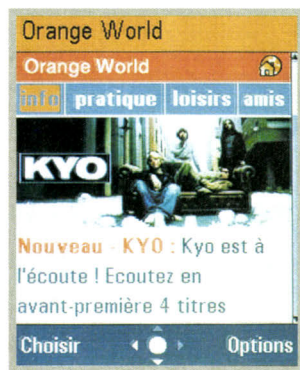 Orange World
Orange World
info pratique loisirs amis
KYO
Nouveau - KYO : Kyo est à
l'écoute ! Ecoutez en
avant-première 4 titres
Choisir Options